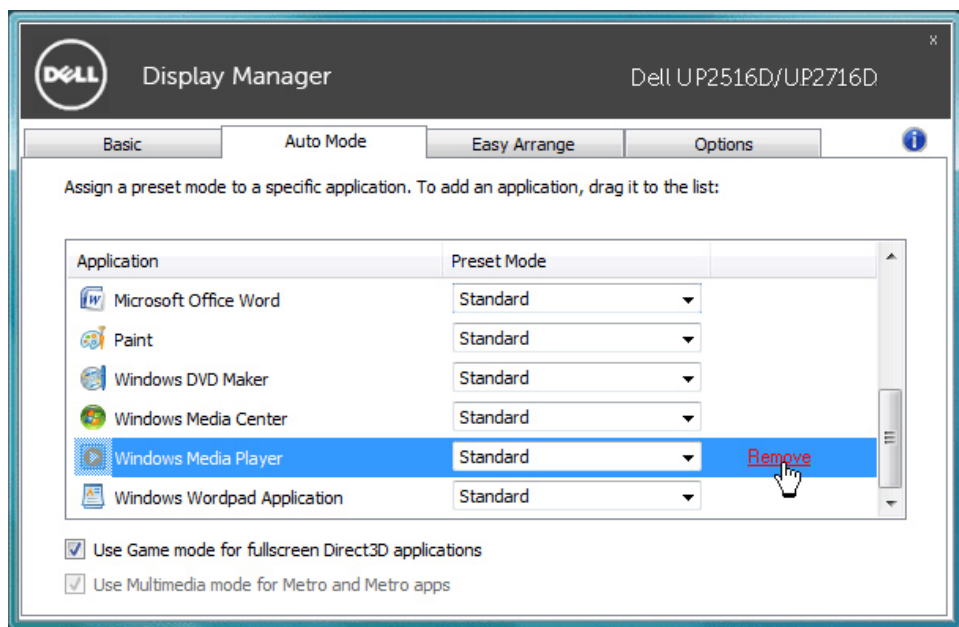 x
DELL Display Manager Dell UP2516D/UP2716D
Basic Auto Mode Easy Arrange Options i
Assign a preset mode to a specific application. To add an application, drag it to the list:
Application Preset Mode
Microsoft Office Word Standard
Paint Standard
Windows DVD Maker Standard
Windows Media Center Standard
Windows Media Player Standard Remove
Windows Wordpad Application Standard
Use Game mode for fullscreen Direct3D applications
Use Multimedia mode for Metro and Metro apps